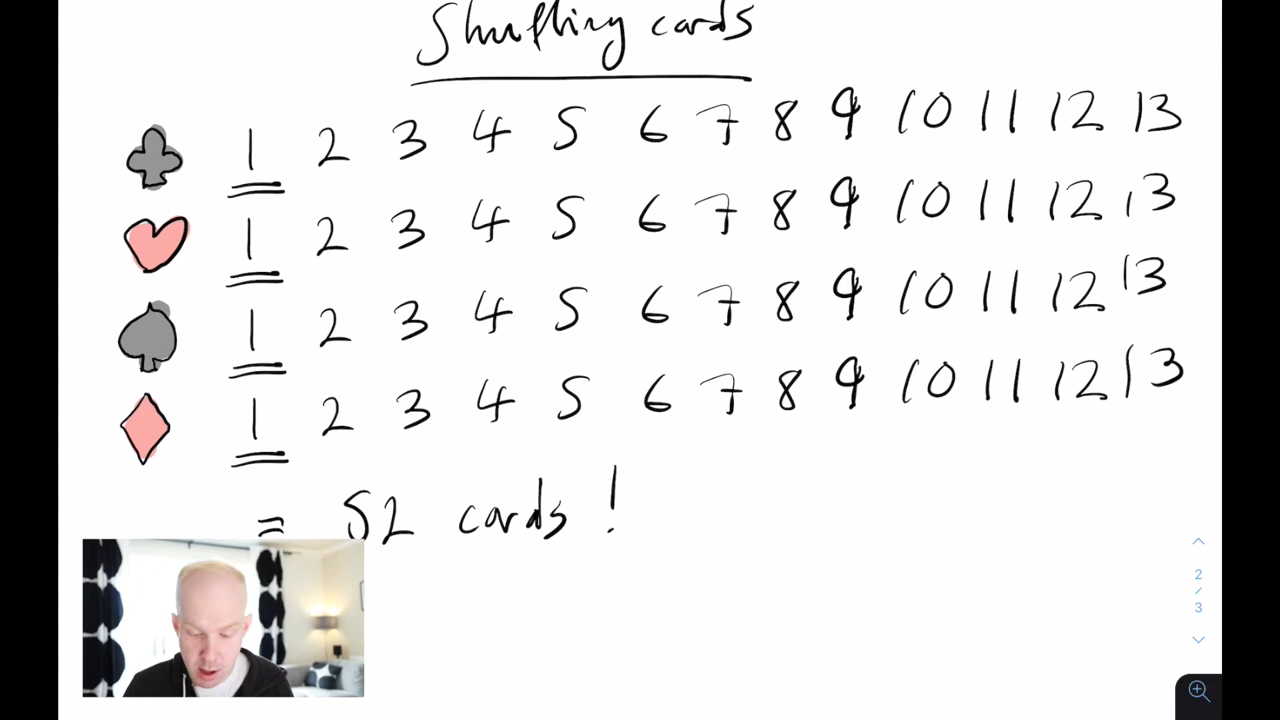 Shuffling cards
1 2 3 4 5 6 7 8 9 10 11 12 13
1 2 3 4 5 6 7 8 9 10 11 12 13
1 2 3 4 5 6 7 8 9 10 11 12 13
1 2 3 4 5 6 7 8 9 10 11 12 13
= 52 cards !
2
/
3